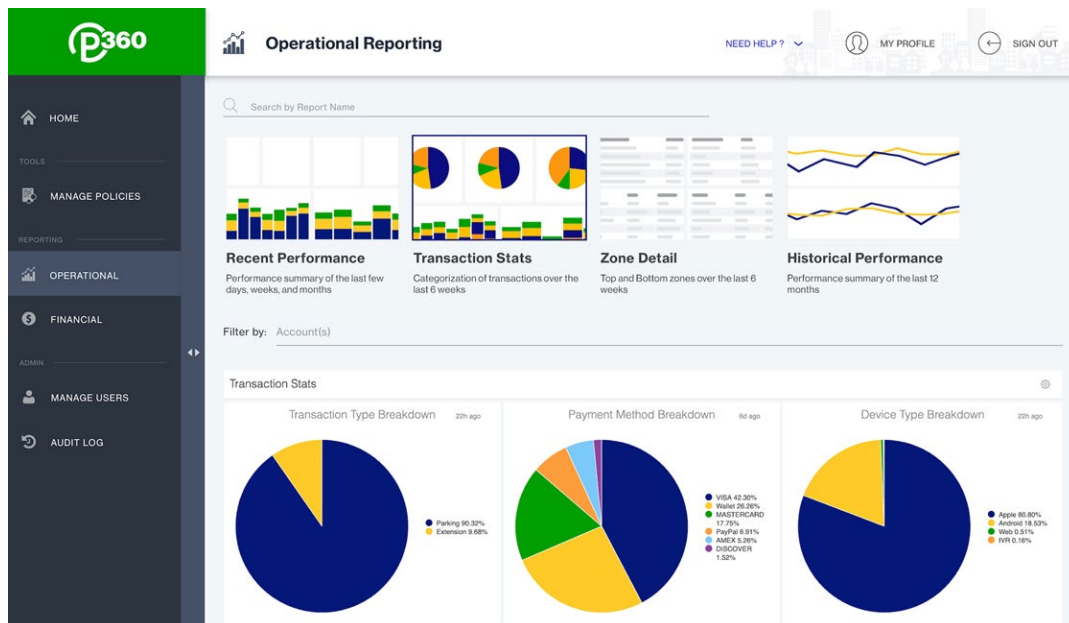 P360
Operational Reporting
NEED HELP ?
MY PROFILE
SIGN OUT
HOME
TOOLS
MANAGE POLICIES
REPORTING
OPERATIONAL
FINANCIAL
ADMIN
MANAGE USERS
AUDIT LOG
Search by Report Name
Recent Performance
Performance summary of the last few
days, weeks, and months
Transaction Stats
Categorization of transactions over the
last 6 weeks
Zone Detail
Top and Bottom zones over the last 6
weeks
Historical Performance
Performance summary of the last 12
months
Filter by: Account(s)
Transaction Stats
Transaction Type Breakdown 22h ago
Parking 90.32%
Extension 9.68%
Payment Method Breakdown 6d ago
VISA 42.30%
Wallet 26.26%
MASTERCARD
17.75%
PayPal 6.91%
AMEX 5.26%
DISCOVER
1.52%
Device Type Breakdown 22h ago
Apple 80.80%
Android 18.53%
Web 0.51%
IVR 0.16%